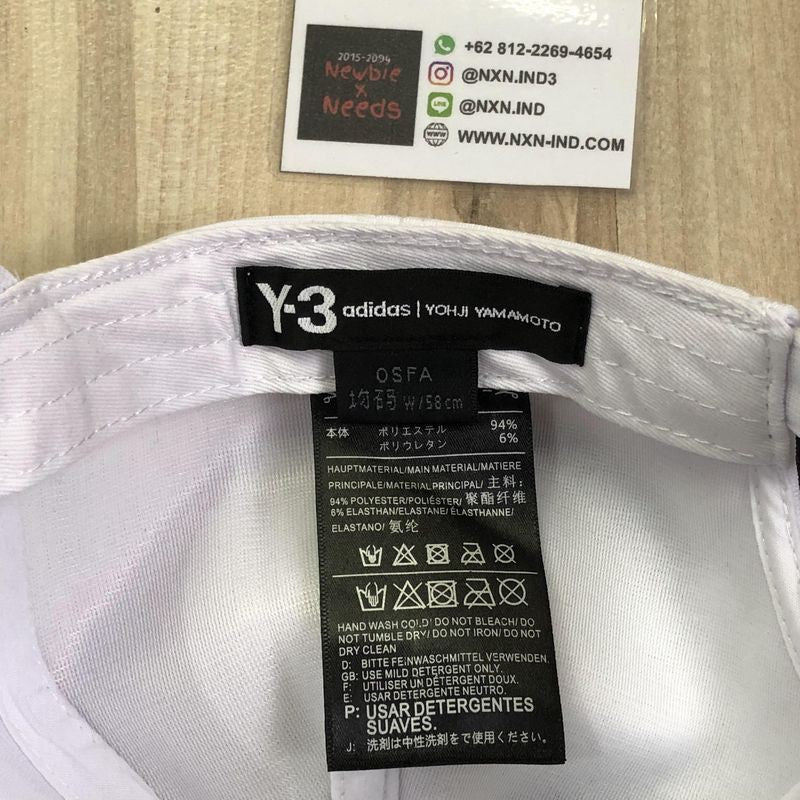 2015-2094
Newbie
x
Needs
+62 812-2269-4654
@NXN.IND3
LINE
@NXN.IND
www
WWW.NXN-IND.COM
Y-3 adidas | YOHJI YAMAMOTO
OSFA
均码 W/58cm
本体 ポリエステル 94%
ポリウレタン 6%
HAUPTMATERIAL/MAIN MATERIAL/MATIERE
PRINCIPALE/MATERIAL PRINCIPAL/ 主料:
94% POLYESTER/POLIÉSTER/ 聚酯纤维
6% ELASTHAN/ELASTANE/ ÉLASTHANNE/
ELASTANO/ 氨纶
HAND WASH COLD/ DO NOT BLEACH/ DO
NOT TUMBLE DRY/ DO NOT IRON/ DO NOT
DRY CLEAN
D: BITTE FEINWASCHMITTEL VERWENDEN.
GB: USE MILD DETERGENT ONLY.
F: UTILISER UN DÉTERGENT DOUX.
E: USAR DETERGENTE NEUTRO.
P: USAR DETERGENTES
SUAVES.
J: 洗剤は中性洗剤をで使用ください。